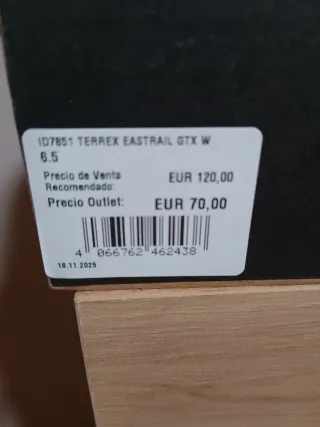 ID7851 TERREX EASTRAIL GTX W
6.5
Precio de Venta
Recomendado: EUR 120,00
Precio Outlet: EUR 70,00
4 066762 462438
18.11.2025